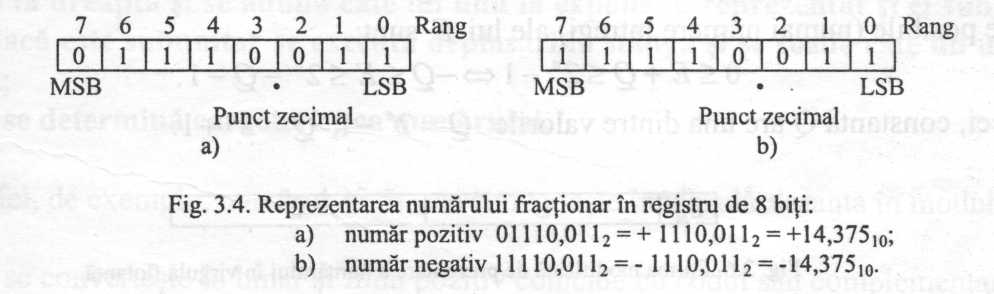 7 6 5 4 3 2 1 0 Rang
0 1 1 1 0 0 1 1
MSB LSB
Punct zecimal
a)
7 6 5 4 3 2 1 0 Rang
1 1 1 1 0 0 1 1
MSB LSB
Punct zecimal
b)
Fig. 3.4. Reprezentarea numărului fracționar în registru de 8 biți:
a) număr pozitiv 01110,011₂ = + 1110,011₂ = +14,375₁₀;
b) număr negativ 11110,011₂ = - 1110,011₂ = -14,375₁₀.